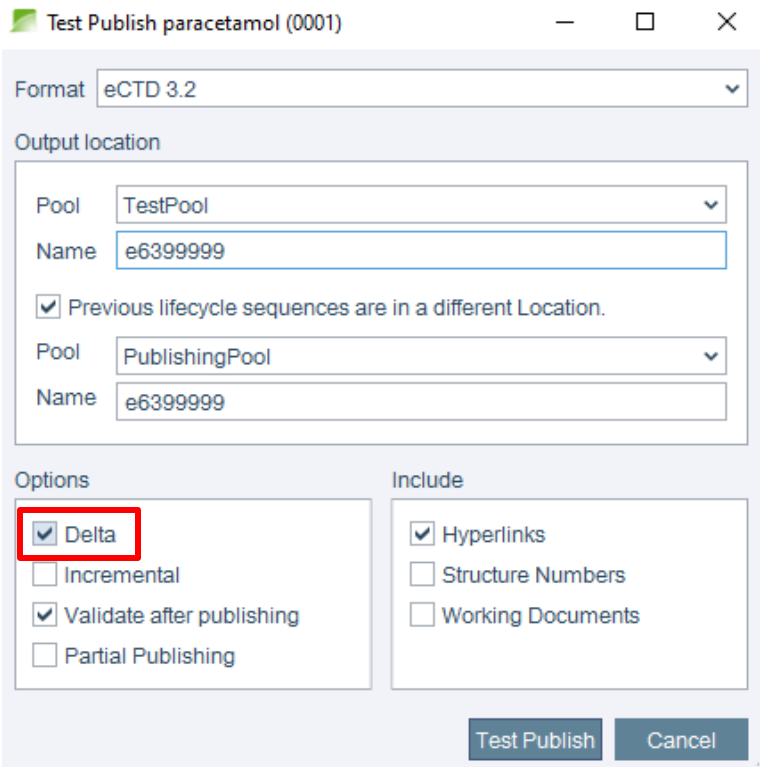 Test Publish paracetamol (0001)
Format eCTD 3.2
Output location
Pool TestPool
Name e6399999
Previous lifecycle sequences are in a different Location.
Pool PublishingPool
Name e6399999
Options Include
Delta Hyperlinks
Incremental Structure Numbers
Validate after publishing Working Documents
Partial Publishing
Test Publish Cancel